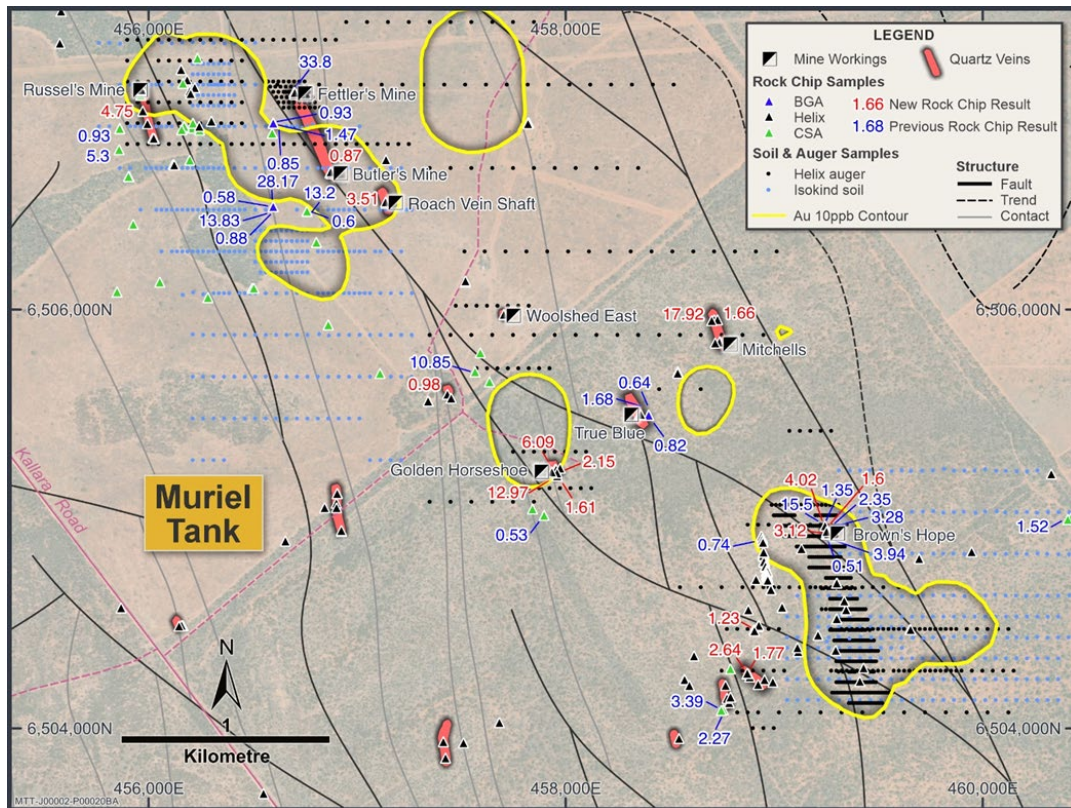 456,000E
458,000E
LEGEND
Mine Workings
Quartz Veins
Rock Chip Samples
BGA
1.66 New Rock Chip Result
Helix
1.68 Previous Rock Chip Result
CSA
Soil & Auger Samples
Structure
Helix auger
Fault
Isokind soil
Trend
Au 10ppb Contour
Contact
33.8
Russel's Mine
Fettler's Mine
4.75
0.93
0.93
1.47
5.3
0.85
0.87
Butler's Mine
28.17
0.58
13.2
3.51
Roach Vein Shaft
13.83
0.6
0.88
6,506,000N
6,506,000N
Woolshed East
17.92
1.66
Mitchells
10.85
0.98
0.64
1.68
True Blue
0.82
6.09
2.15
Golden Horseshoe
12.97
1.61
0.53
Kallara Road
Muriel
Tank
4.02
1.35
1.6
15.5
2.35
3.28
3.12
Brown's Hope
1.52
0.74
3.94
0.51
1.23
2.64
1.77
3.39
2.27
N
1
Kilometre
6,504,000N
6,504,000N
456,000E
458,000E
460,000E
MTT-J00002-P00020BA